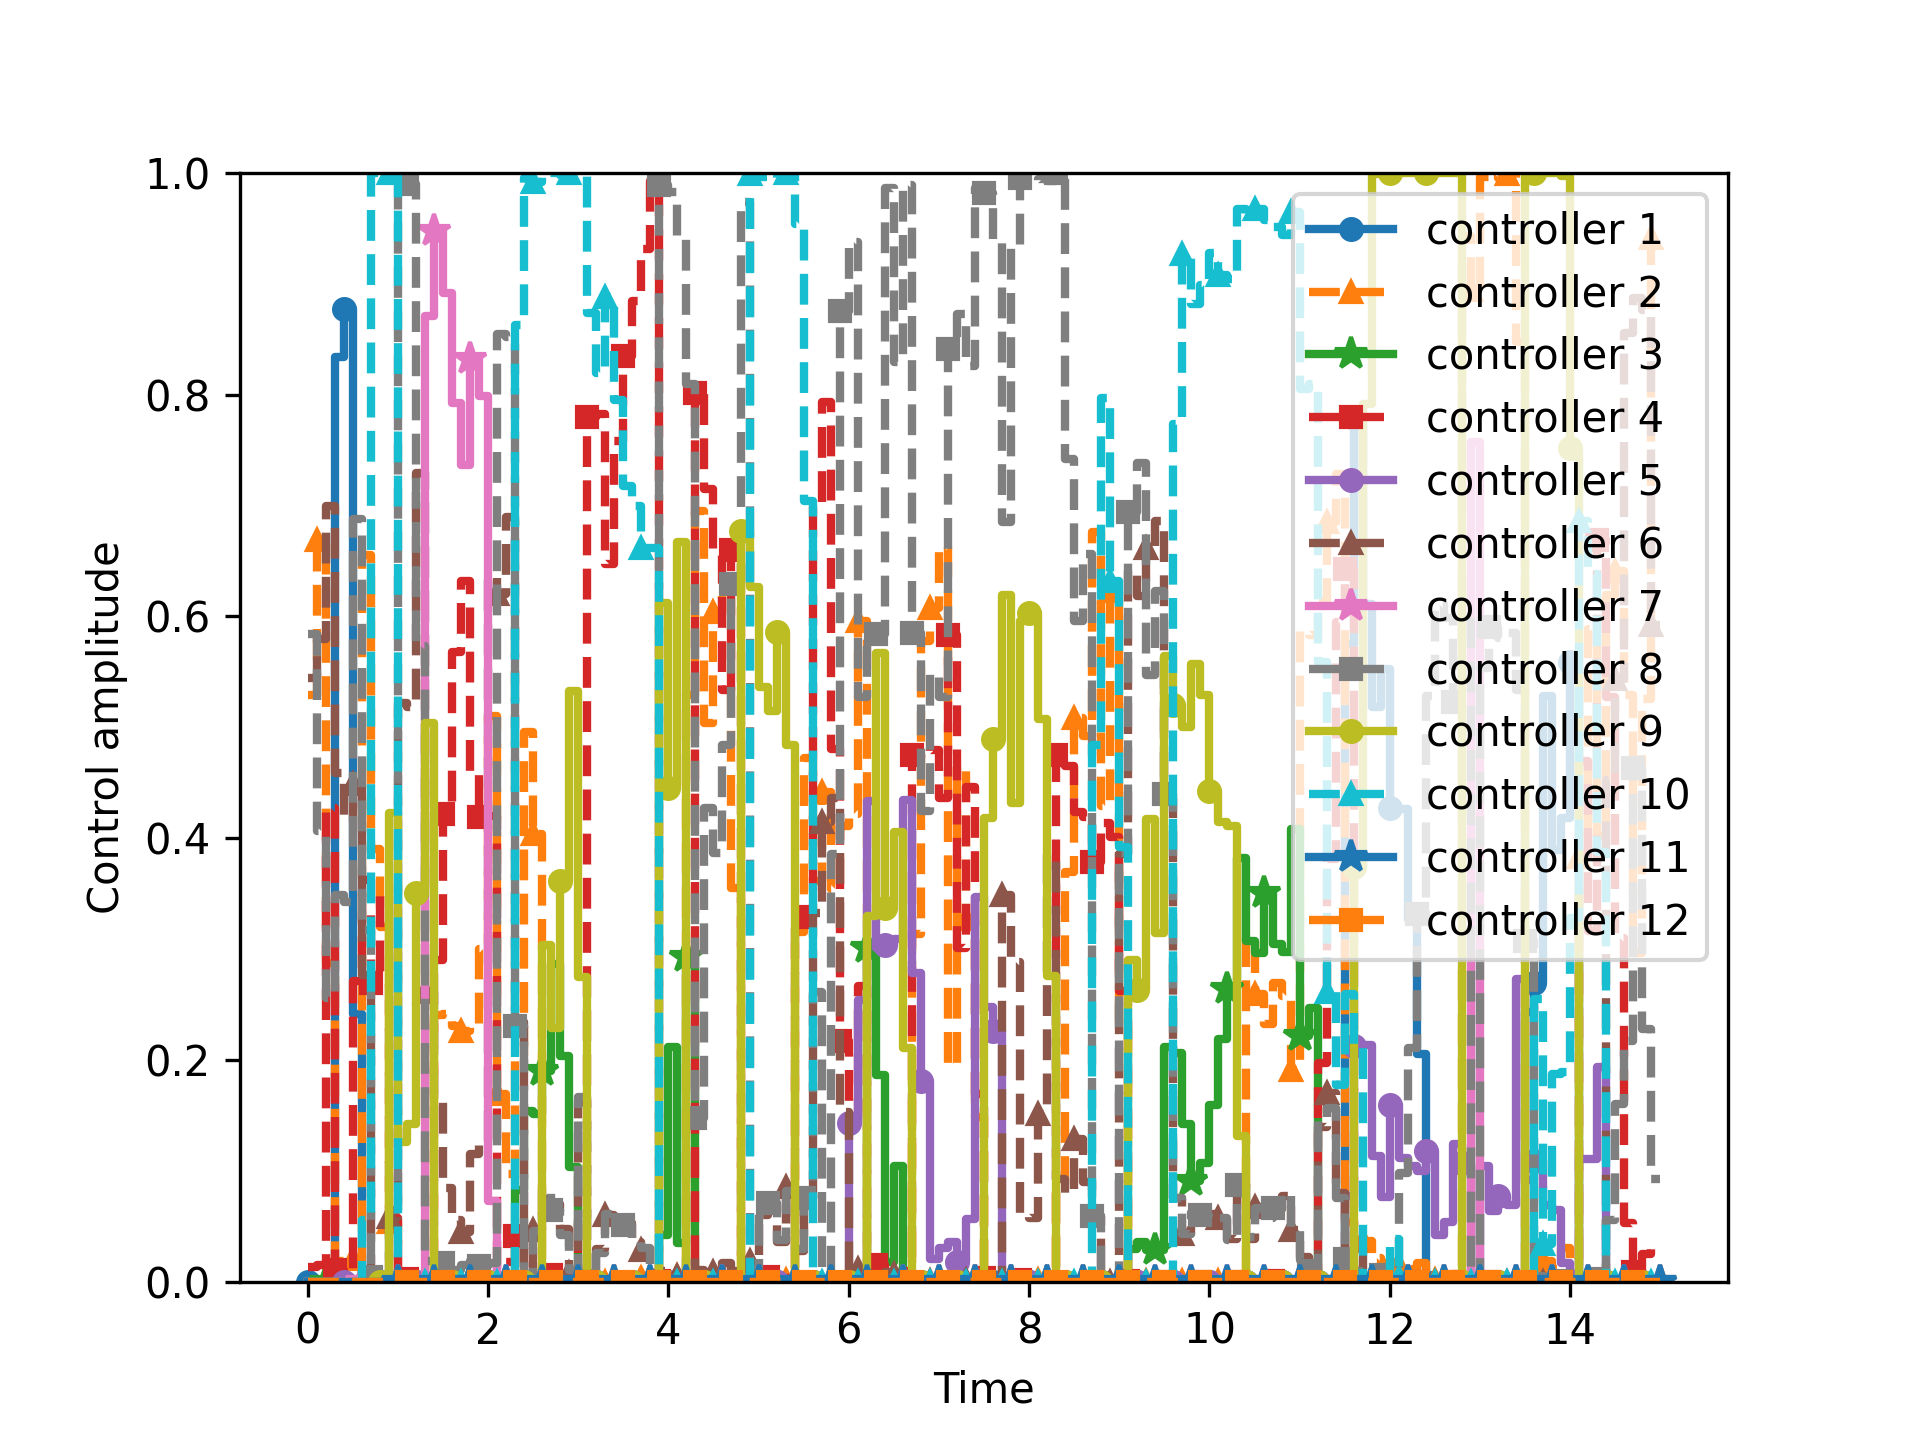 1.0
0.8
0.6
0.4
0.2
0.0
Control amplitude
controller 1
controller 2
controller 3
controller 4
controller 5
controller 6
controller 7
controller 8
controller 9
controller 10
controller 11
controller 12
0 2 4 6 8 10 12 14
Time